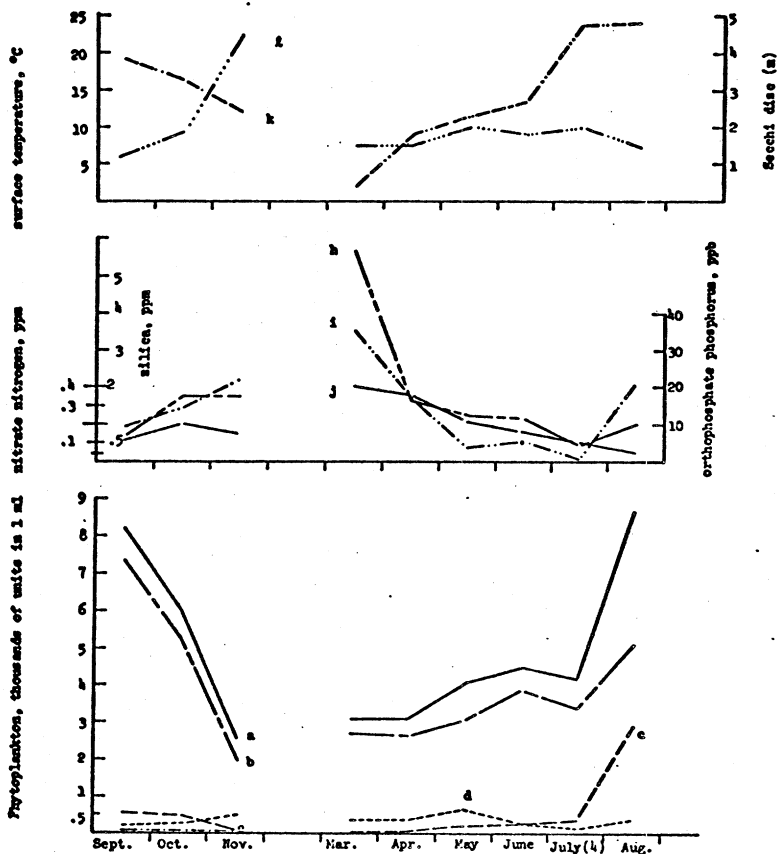 surface temperature, °C
25
20
15
10
5
l
k
5
4
3
2
1
Secchi disc (m)
nitrate nitrogen, ppm
.4
.3
.1
5
4
3
2
.5
silica, ppm
h
i
j
40
30
20
10
orthophosphate phosphorus, ppb
Phytoplankton, thousands of units in 1 ml
9
8
7
6
5
4
3
2
1
.5
a
b
c
d
Sept. Oct. Nov. Mar. Apr. May June July(4) Aug.